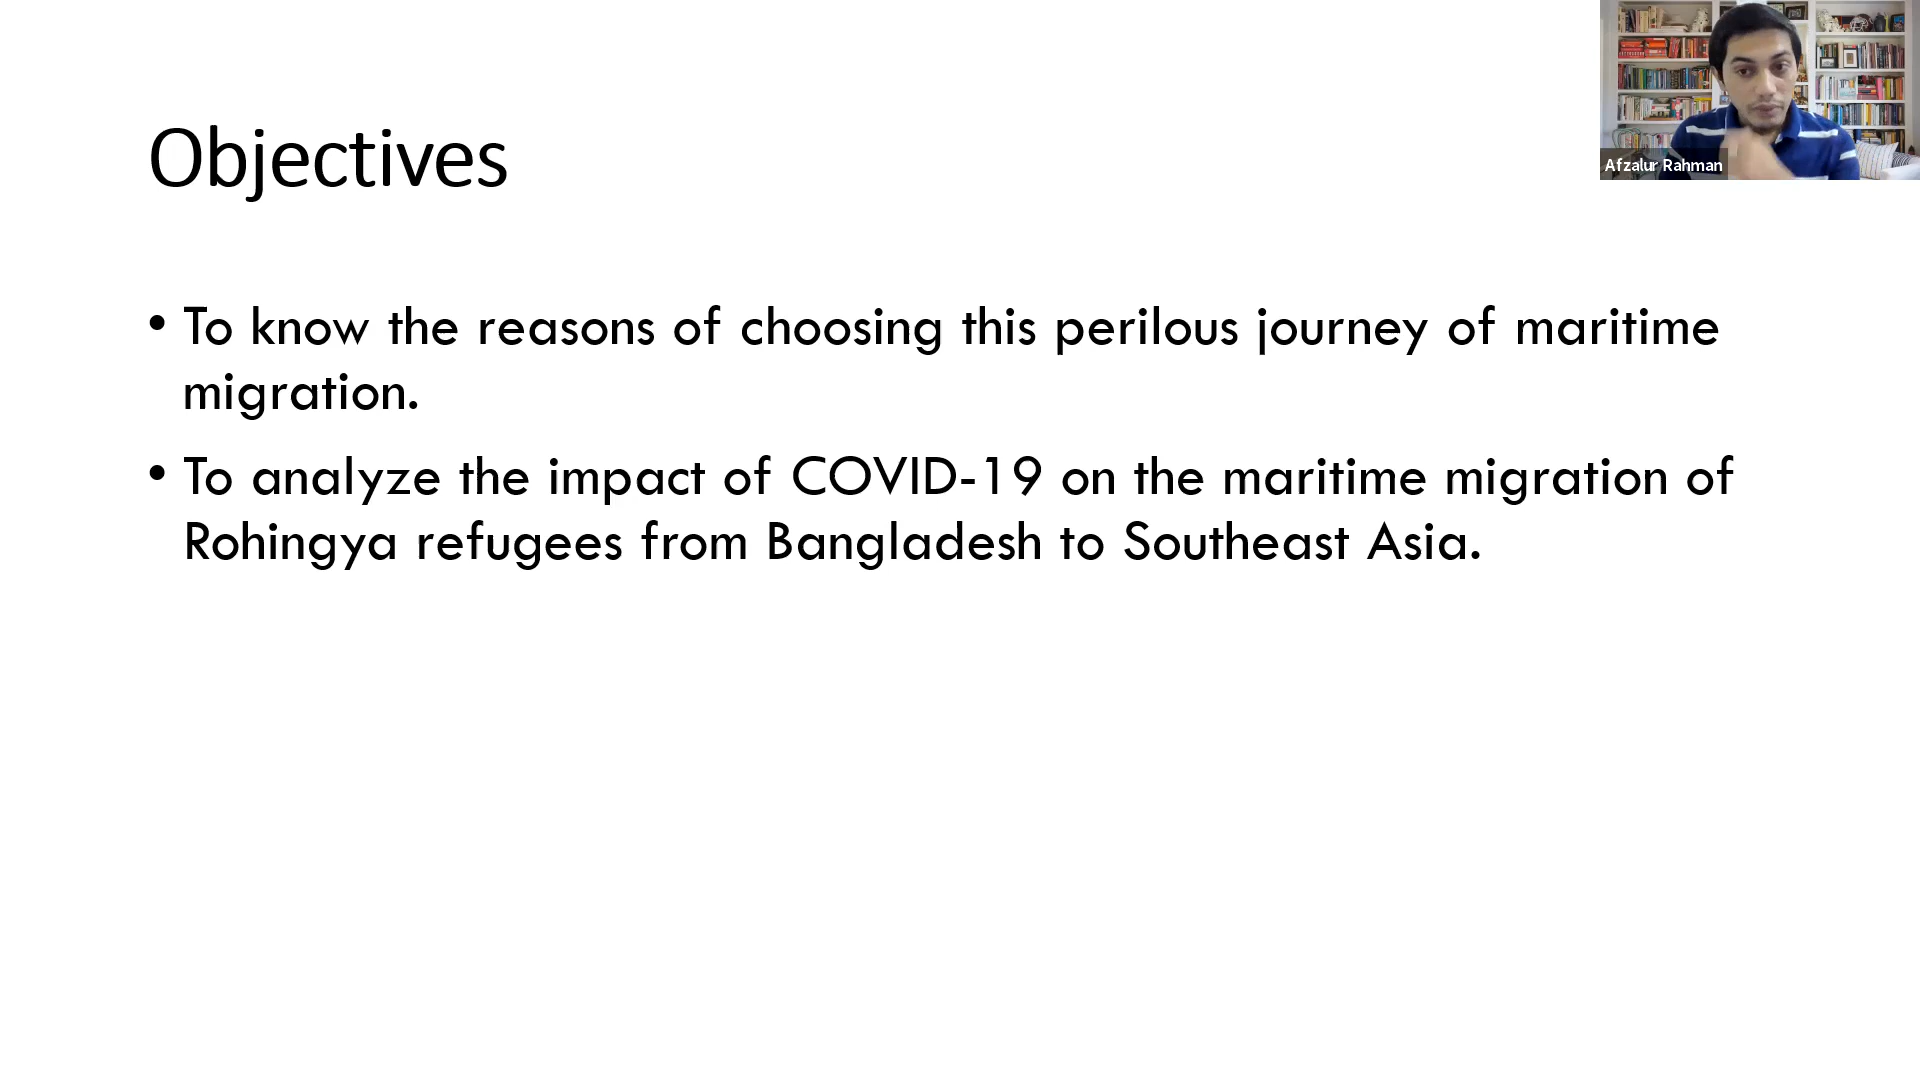 Objectives
• To know the reasons of choosing this perilous journey of maritime
migration.
• To analyze the impact of COVID-19 on the maritime migration of
Rohingya refugees from Bangladesh to Southeast Asia.
Afzalur Rahman